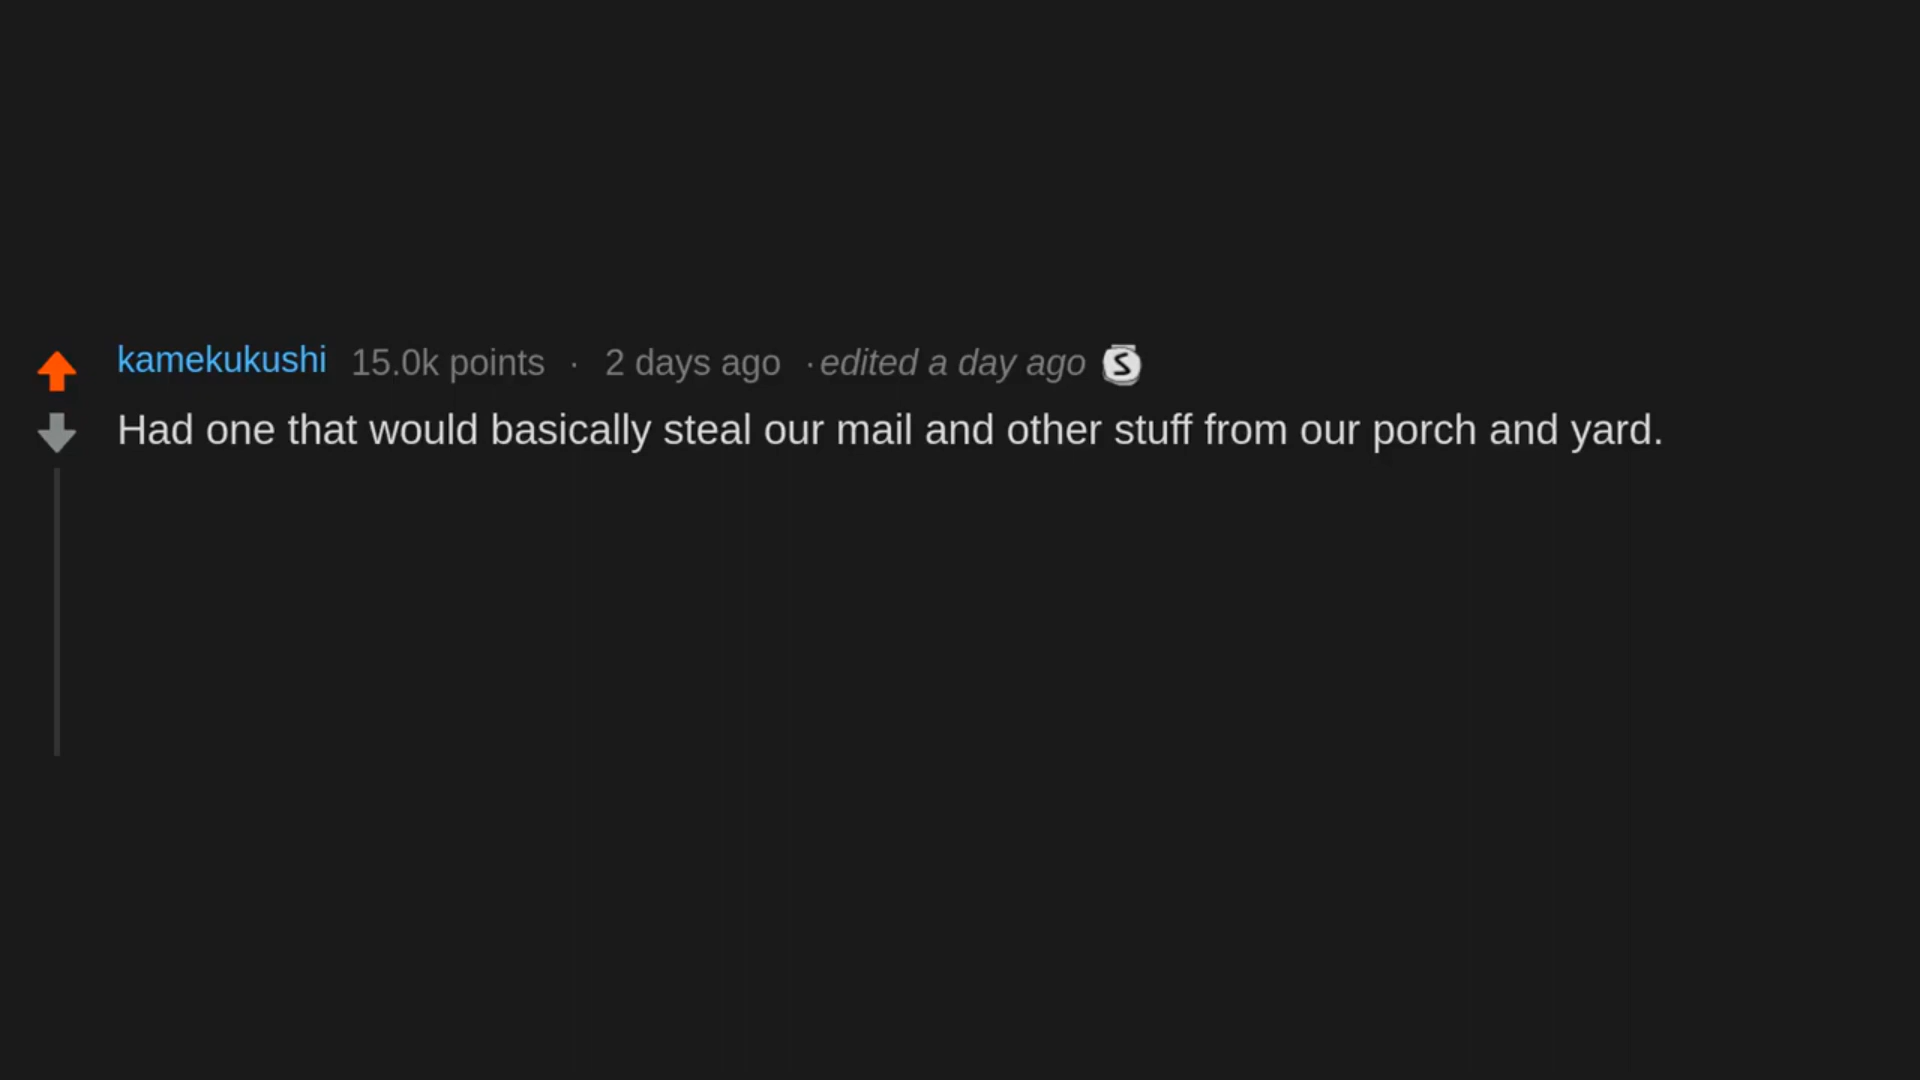 kamekukushi 15.0k points · 2 days ago · edited a day ago S
Had one that would basically steal our mail and other stuff from our porch and yard.